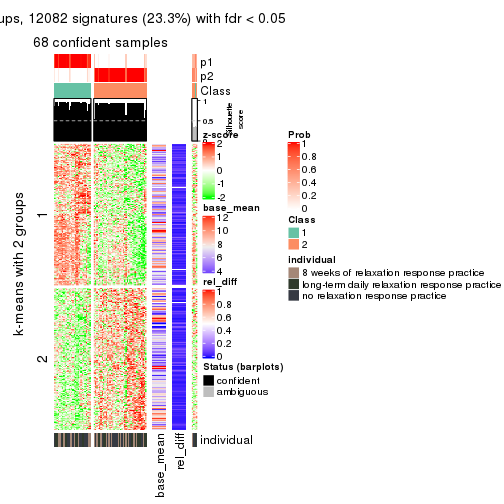 ups, 12082 signatures (23.3%) with fdr < 0.05
68 confident samples
p1
p2
Class
1
0.5
0
Silhouette
score
z-score
2
1
0
-1
-2
base_mean
12
10
8
6
4
rel_diff
1
0.8
0.6
0.4
0.2
0
Status (barplots)
confident
ambiguous
Prob
1
0.8
0.6
0.4
0.2
0
Class
1
2
individual
8 weeks of relaxation response practice
long-term daily relaxation response practice
no relaxation response practice
k-means with 2 groups
1
2
individual
base_mean
rel_diff